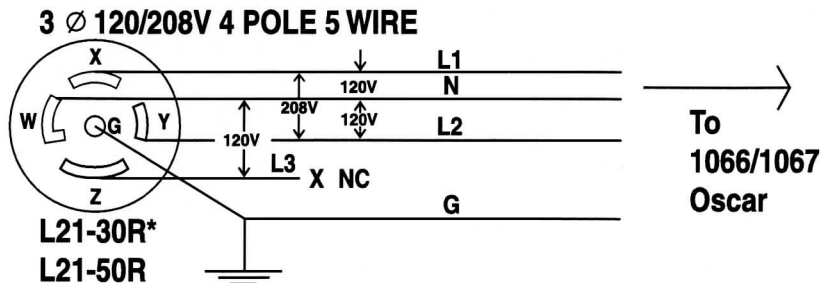 3 Ø 120/208V 4 POLE 5 WIRE
X
L1
120V
N
208V
W
G
Y
120V
120V
L2
L3
X NC
Z
G
To
1066/1067
Oscar
L21-30R*
L21-50R